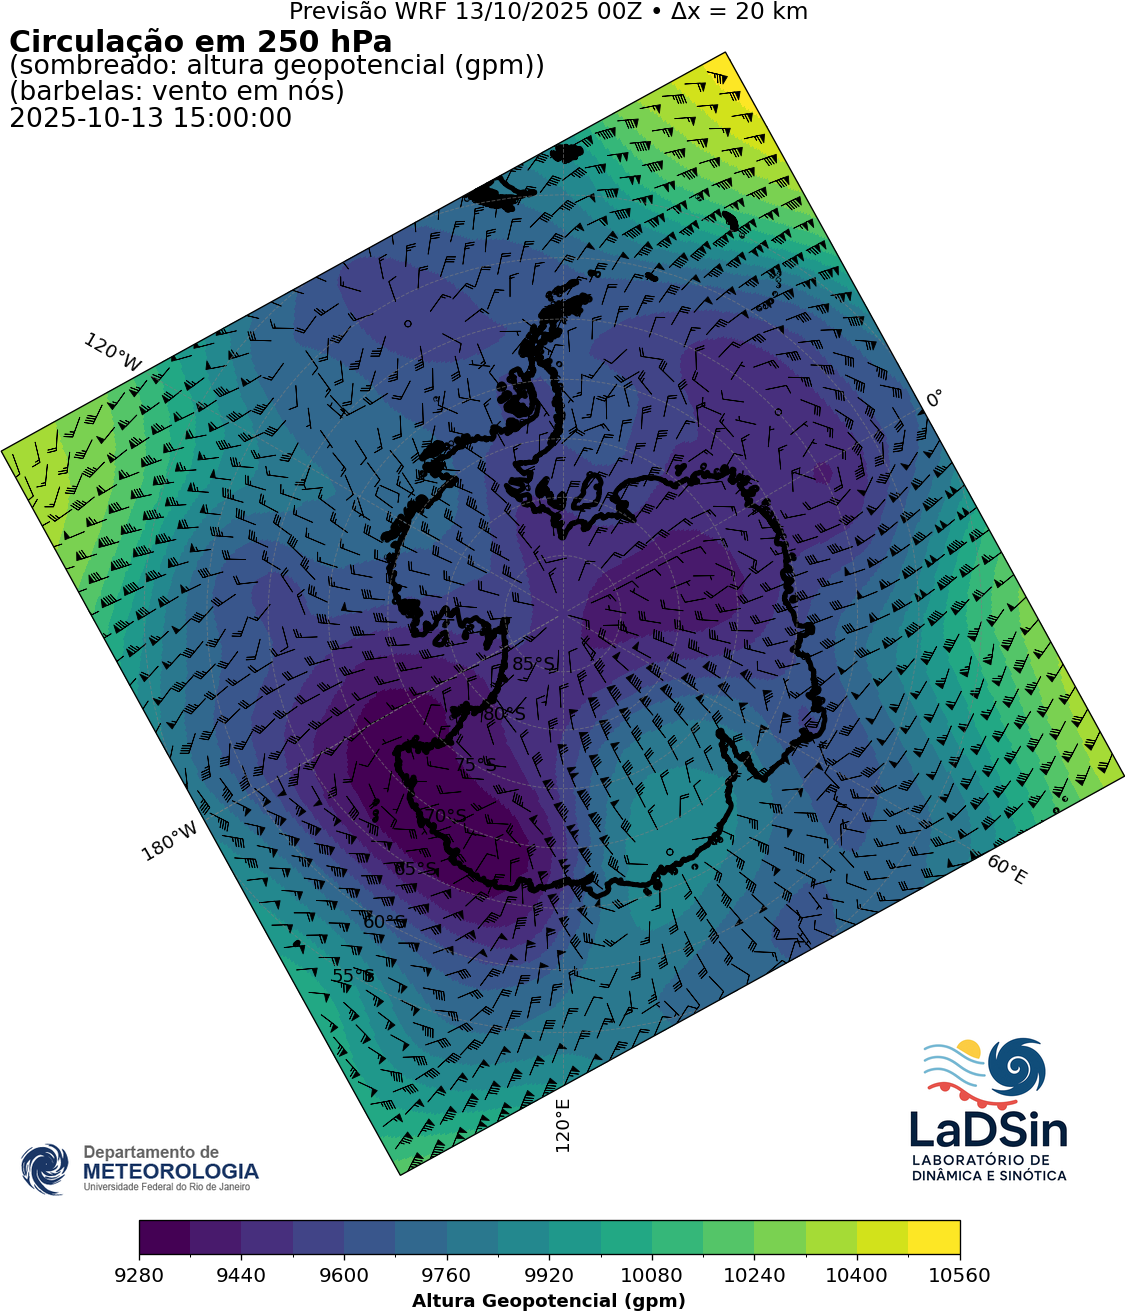 Previsão WRF 13/10/2025 00Z • Δx = 20 km
Circulação em 250 hPa
(sombreado: altura geopotencial (gpm))
(barbelas: vento em nós)
2025-10-13 15:00:00
120°W
0°
85°S
80°S
75°S
70°S
65°S
60°S
55°S
180°W
60°E
120°E
Departamento de
METEOROLOGIA
Universidade Federal do Rio de Janeiro
LaDSin
LABORATÓRIO DE
DINÂMICA E SINÓTICA
9280 9440 9600 9760 9920 10080 10240 10400 10560
Altura Geopotencial (gpm)